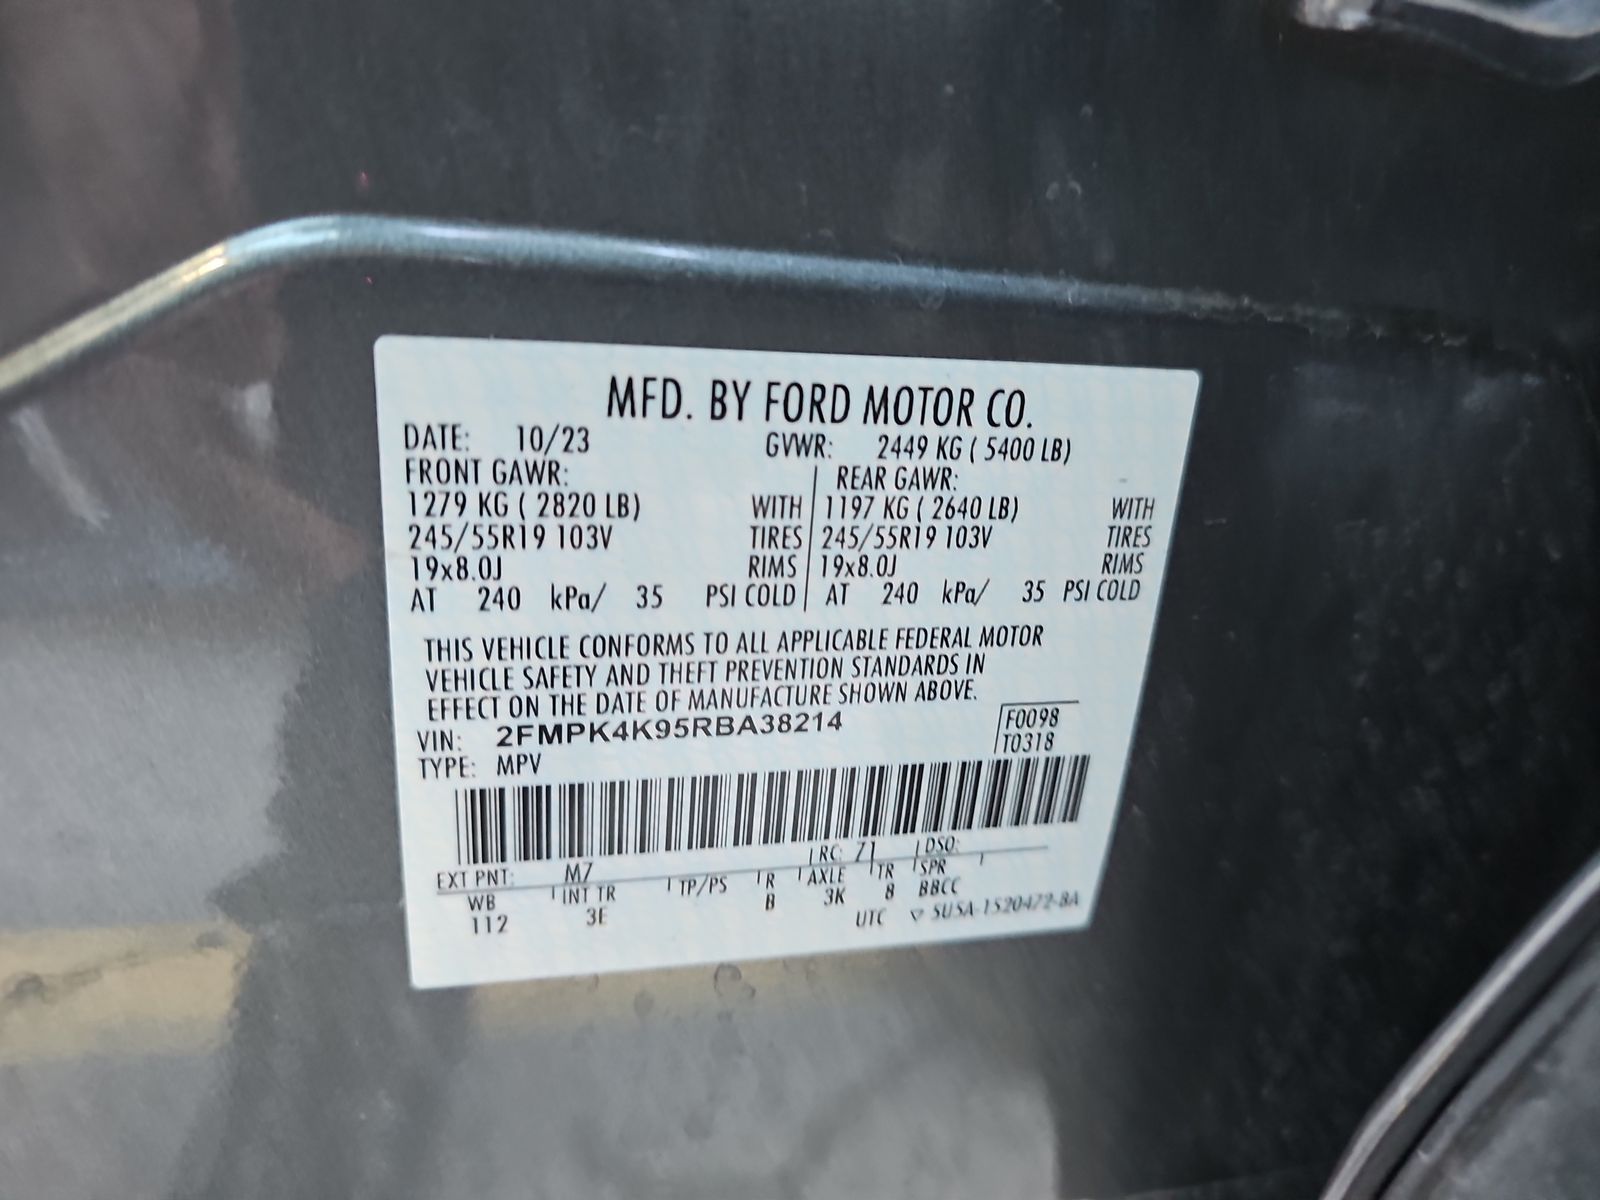 MFD. BY FORD MOTOR CO.
DATE: 10/23 GVWR: 2449 KG ( 5400 LB)
FRONT GAWR: REAR GAWR:
1279 KG ( 2820 LB) WITH 1197 KG ( 2640 LB) WITH
245/55R19 103V TIRES 245/55R19 103V TIRES
19x8.0J RIMS 19x8.0J RIMS
AT 240 kPa/ 35 PSI COLD AT 240 kPa/ 35 PSI COLD
THIS VEHICLE CONFORMS TO ALL APPLICABLE FEDERAL MOTOR
VEHICLE SAFETY AND THEFT PREVENTION STANDARDS IN
EFFECT ON THE DATE OF MANUFACTURE SHOWN ABOVE.
VIN: 2FMPK4K95RBA38214 F0098
TYPE: MPV T0318
EXT PNT: M7 RC: 71 DSO:
WB INT TR TP/PS R AXLE TR SPR
112 3E B 3K 8 BBCC
UTC ▽ 5U5A-1520472-BA